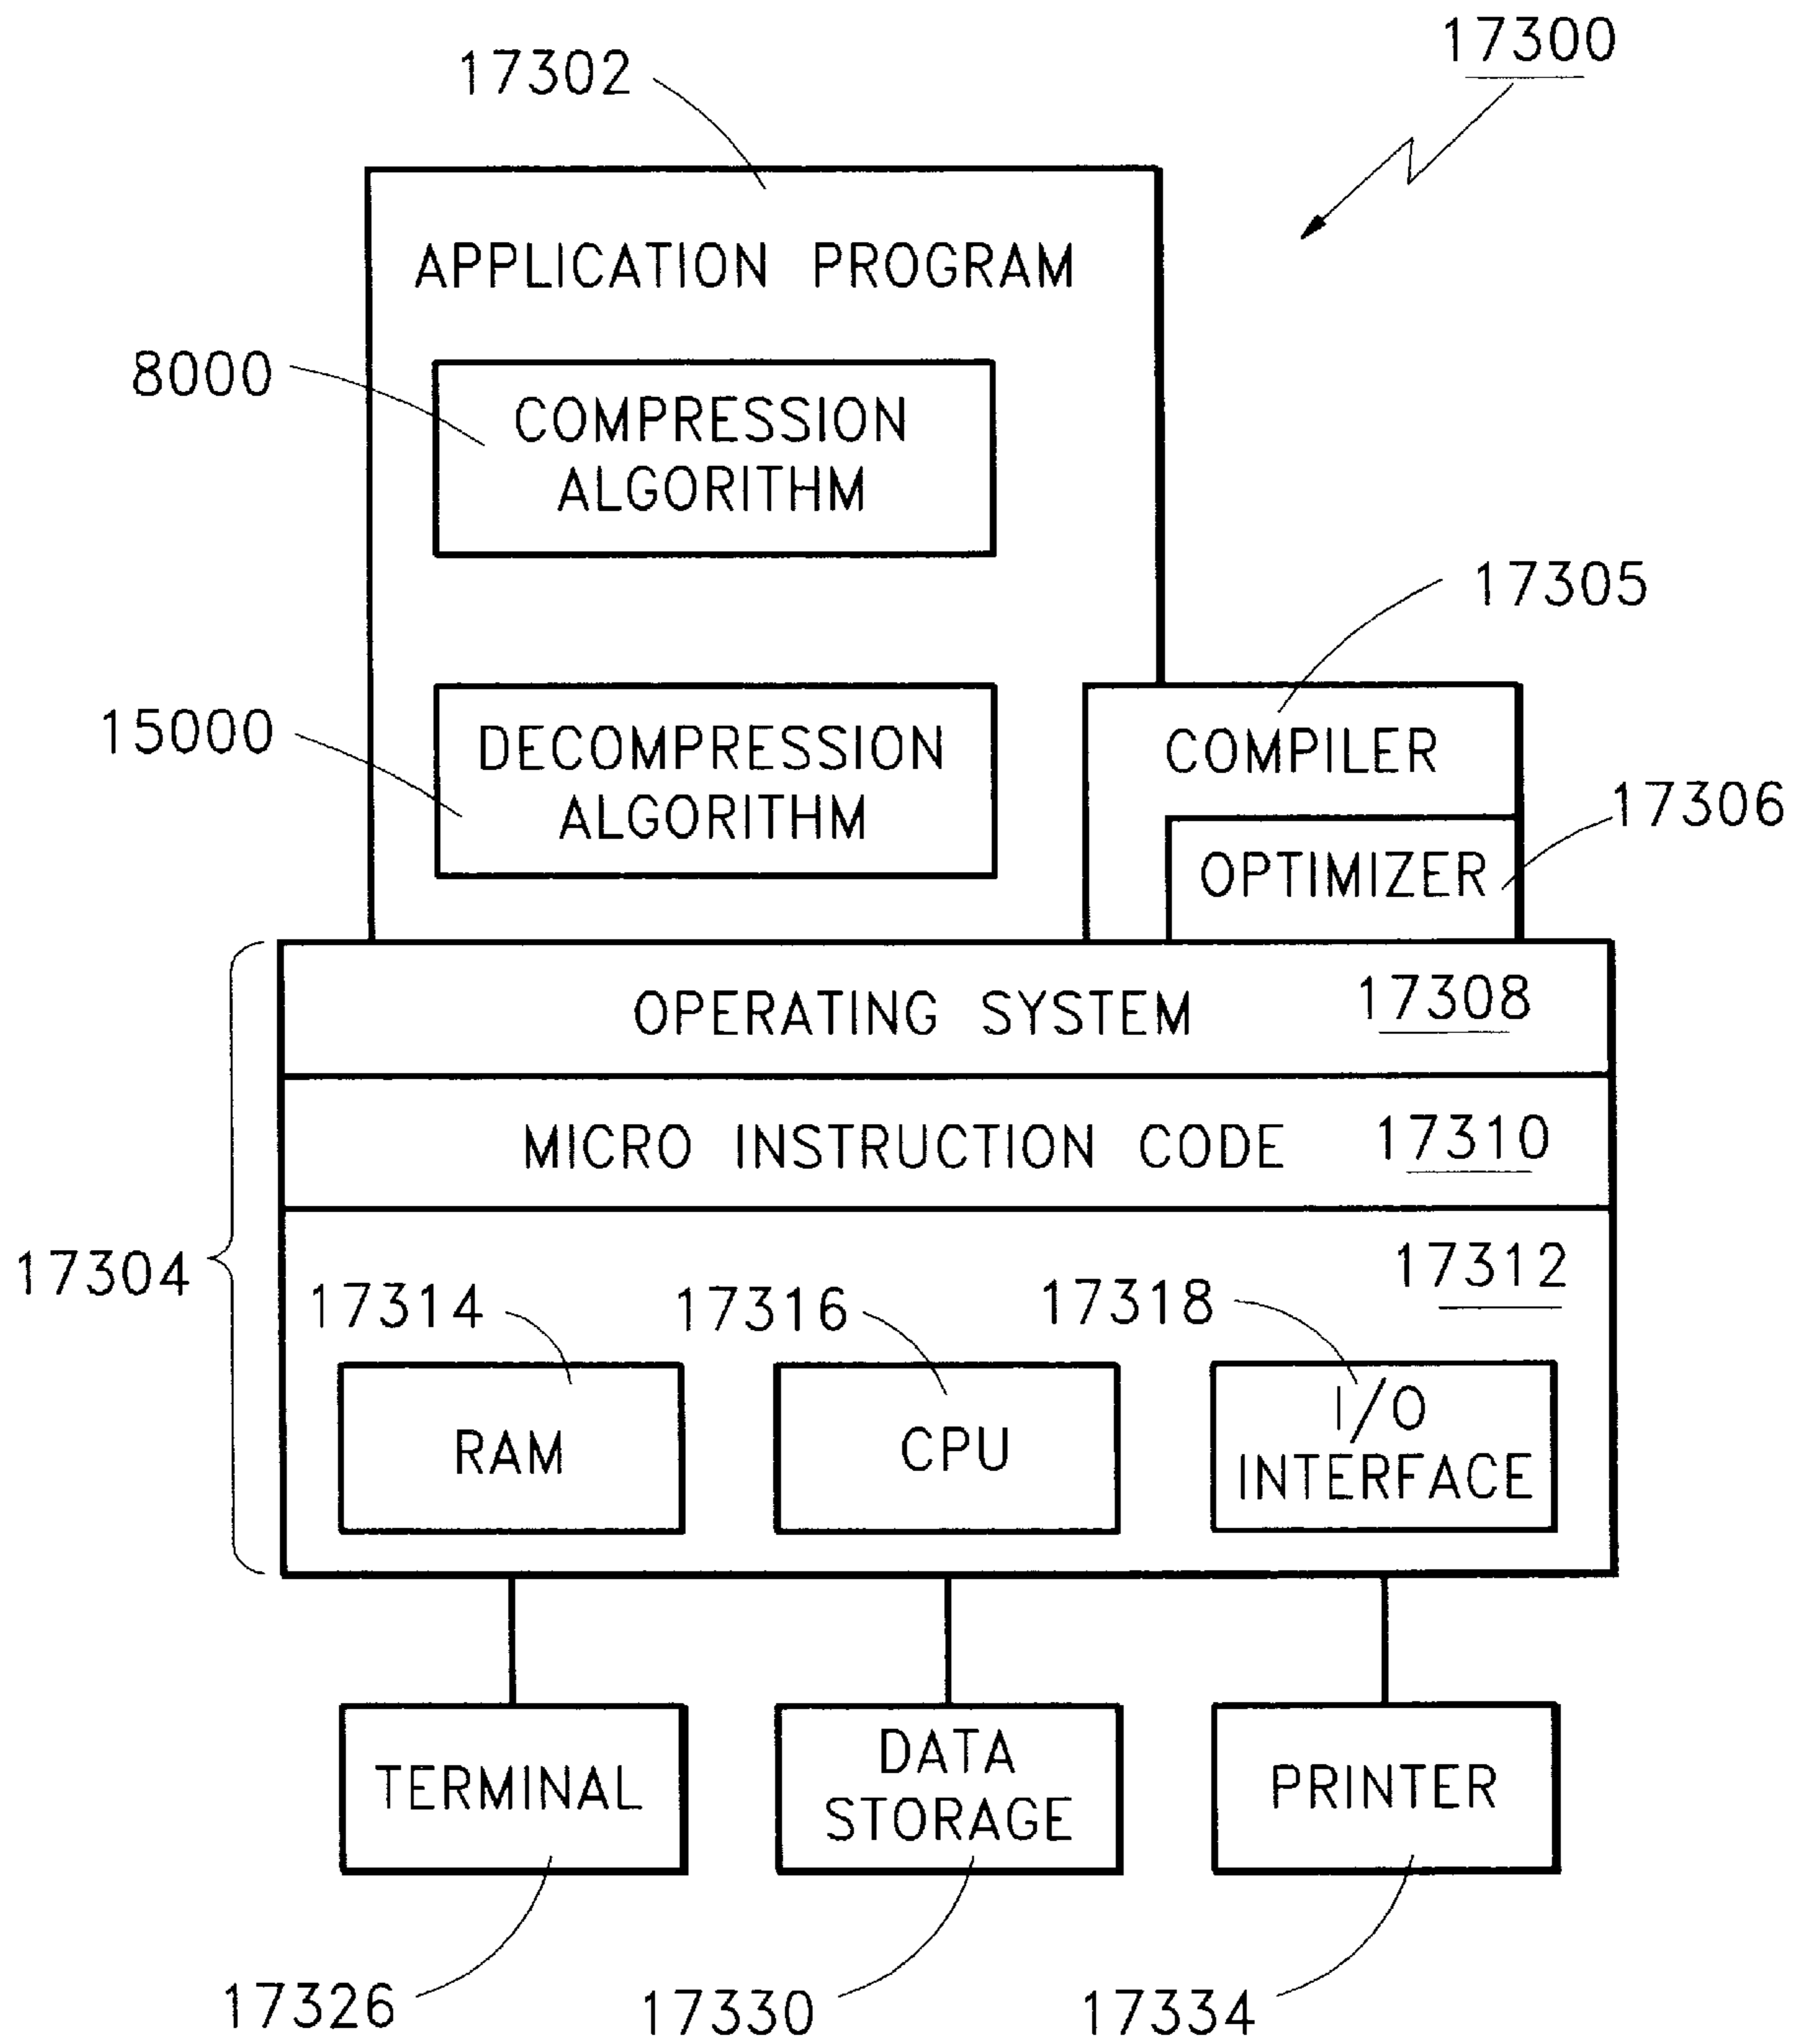 17300
17302
APPLICATION PROGRAM
8000
COMPRESSION
ALGORITHM
17305
15000
DECOMPRESSION
ALGORITHM
COMPILER
17306
OPTIMIZER
OPERATING SYSTEM 17308
MICRO INSTRUCTION CODE 17310
17304
17312
17314
17316
17318
RAM
CPU
I/O
INTERFACE
TERMINAL
DATA
STORAGE
PRINTER
17326
17330
17334